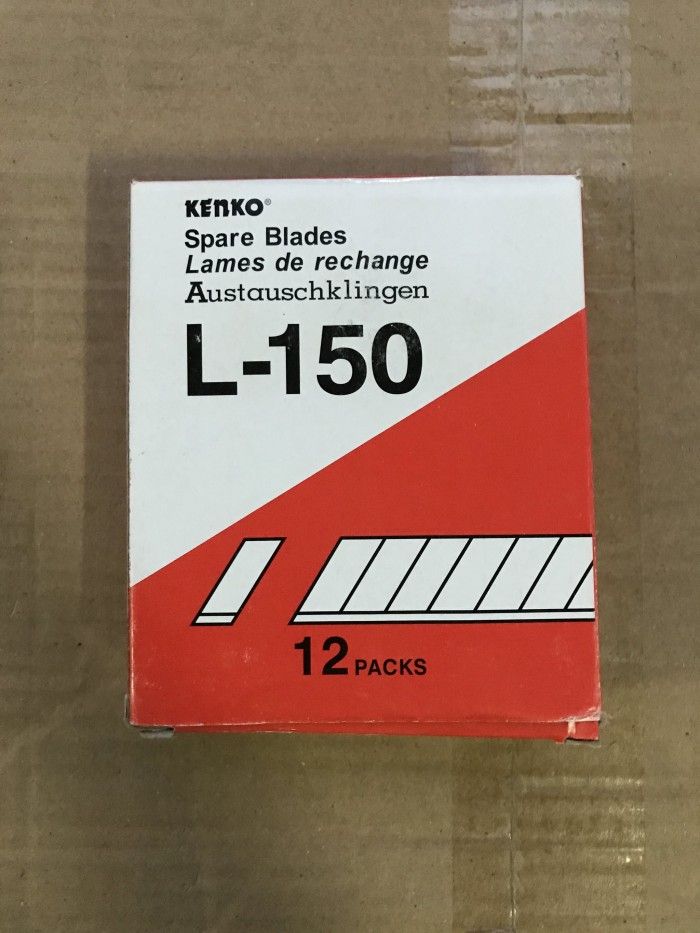 KENKO®
Spare Blades
Lames de rechange
Austauschklingen
L-150
12 PACKS